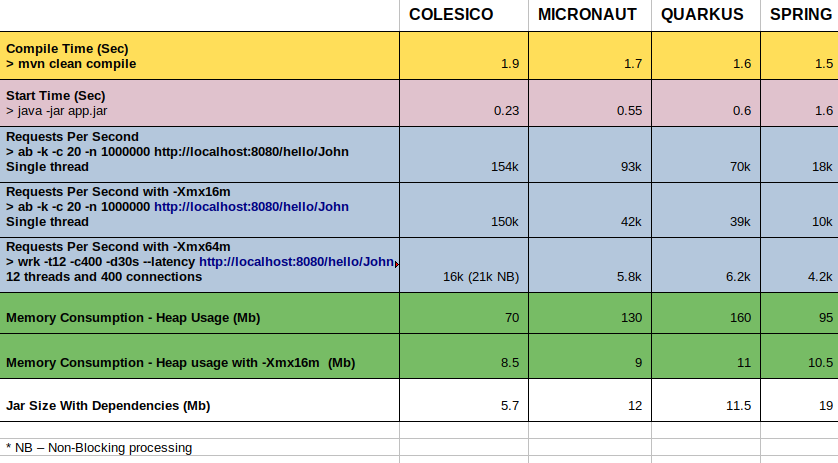 COLESICO MICRONAUT QUARKUS SPRING
Compile Time (Sec)
> mvn clean compile 1.9 1.7 1.6 1.5
Start Time (Sec)
> java -jar app.jar 0.23 0.55 0.6 1.6
Requests Per Second
> ab -k -c 20 -n 1000000 http://localhost:8080/hello/John
Single thread 154k 93k 70k 18k
Requests Per Second with -Xmx16m
> ab -k -c 20 -n 1000000 http://localhost:8080/hello/John
Single thread 150k 42k 39k 10k
Requests Per Second with -Xmx64m
> wrk -t12 -c400 -d30s --latency http://localhost:8080/hello/John
12 threads and 400 connections 16k (21k NB) 5.8k 6.2k 4.2k
Memory Consumption - Heap Usage (Mb) 70 130 160 95
Memory Consumption - Heap usage with -Xmx16m (Mb) 8.5 9 11 10.5
Jar Size With Dependencies (Mb) 5.7 12 11.5 19
* NB – Non-Blocking processing